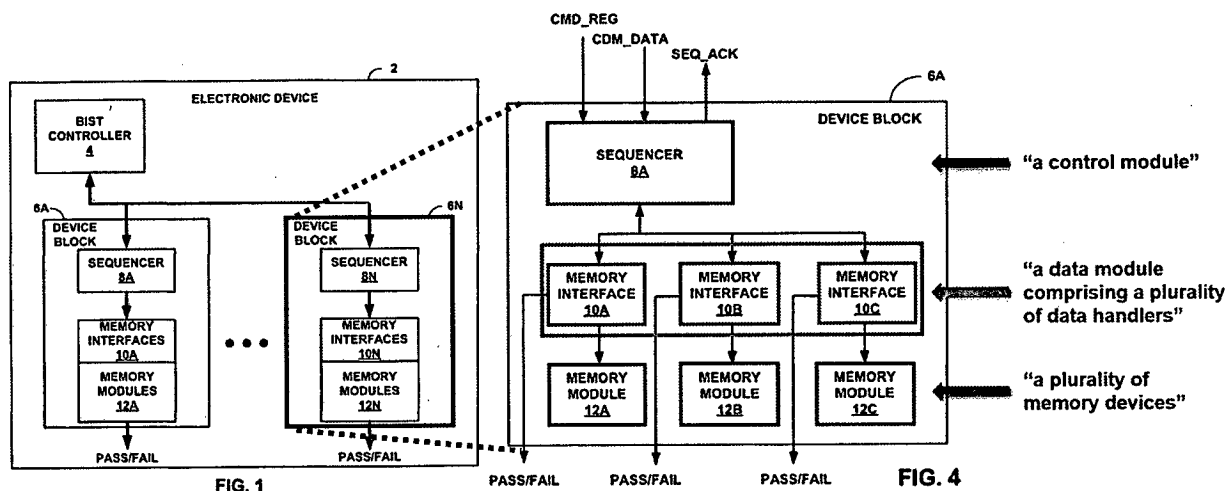 2
ELECTRONIC DEVICE
BIST
CONTROLLER
4
6A
DEVICE
BLOCK
SEQUENCER
8A
MEMORY
INTERFACES
10A
MEMORY
MODULES
12A
PASS/FAIL
6N
DEVICE
BLOCK
SEQUENCER
8N
MEMORY
INTERFACES
10N
MEMORY
MODULES
12N
PASS/FAIL
FIG. 1
CMD_REG
CDM_DATA
SEQ_ACK
6A
DEVICE BLOCK
SEQUENCER
8A
MEMORY
INTERFACE
10A
MEMORY
INTERFACE
10B
MEMORY
INTERFACE
10C
MEMORY
MODULE
12A
MEMORY
MODULE
12B
MEMORY
MODULE
12C
PASS/FAIL
PASS/FAIL
PASS/FAIL
FIG. 4
"a control module"
"a data module
comprising a plurality
of data handlers"
"a plurality of
memory devices"